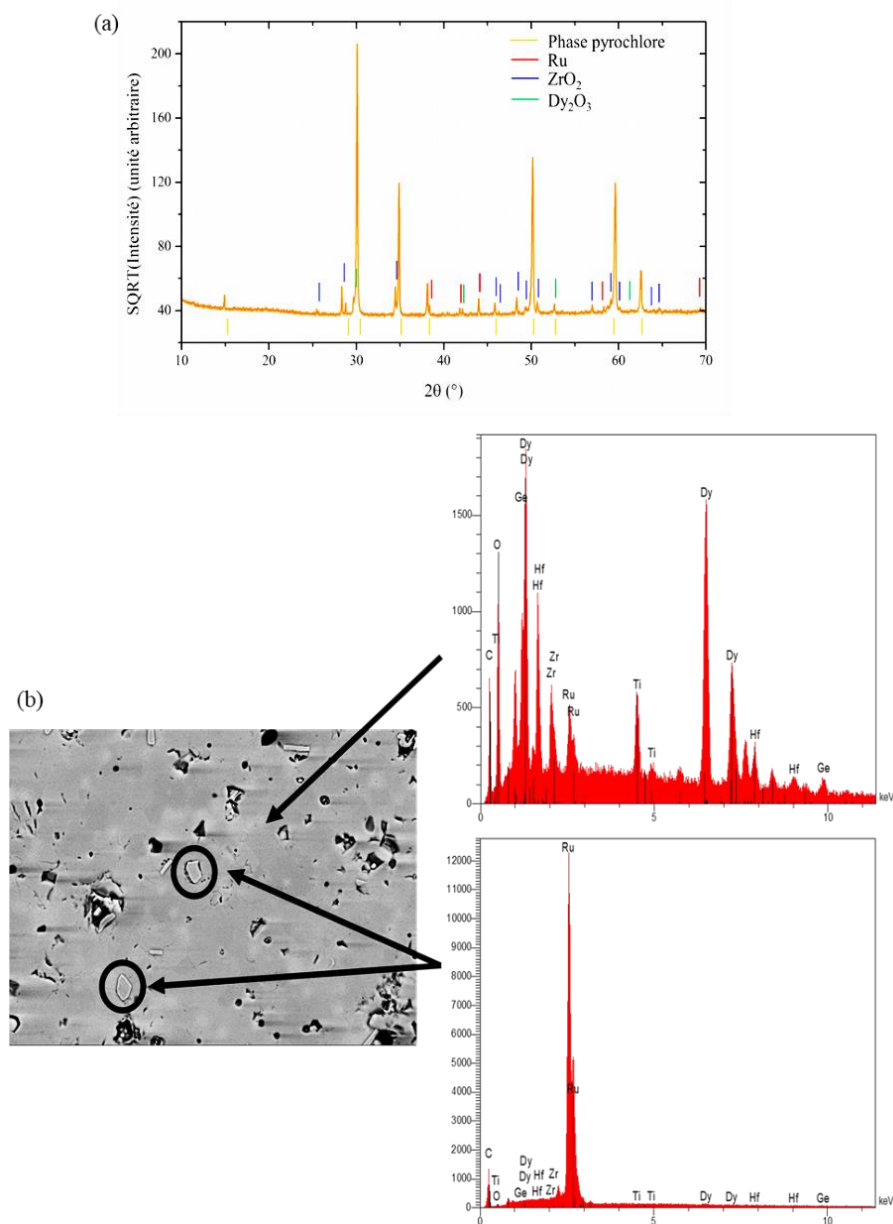 (a)
Phase pyrochlore
Ru
ZrO₂
Dy₂O₃
SQRT(Intensité) (unité arbitraire)
200
160
120
80
40
10 20 30 40 50 60 70
2θ (°)
Dy
Dy
Ge
Dy
1500
O
Hf
Hf
1000
Ti
C
Zr
Zr
Dy
500
Ru
Ru
Ti
Ti
Hf
Hf
Ge
0
5 10
keV
(b)
Ru
12000
11000
10000
9000
8000
7000
6000
5000
4000
Ru
3000
2000
C
1000
Ti
O
Dy
Dy
Ge
Hf
Hf
Zr
Zr
Ti
Ti
Dy
Dy
Hf
Hf
Ge
0
5 10
keV